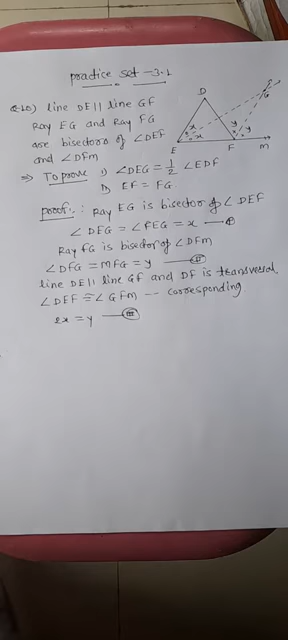 practice set - 3.1
Q-10) line DE || line GF
Ray EG and Ray FG
are bisector of ∠DEF
and ∠DFM
⇒ To prove i) ∠DEG = 1/2 ∠EDF
ii) EF = FG
proof :. Ray EG is bisector of ∠DEF
∠DEG = ∠FEG = x — Ⓘ
Ray FG is bisector of ∠DFM
∠DFG = MFG = y — Ⓘ Ⓘ
line DE || line GF and DF is transversal.
∠DEF ≅ ∠GFM -- corresponding
2x = y — (III)
D
G
x
x
y
y
E
F
M